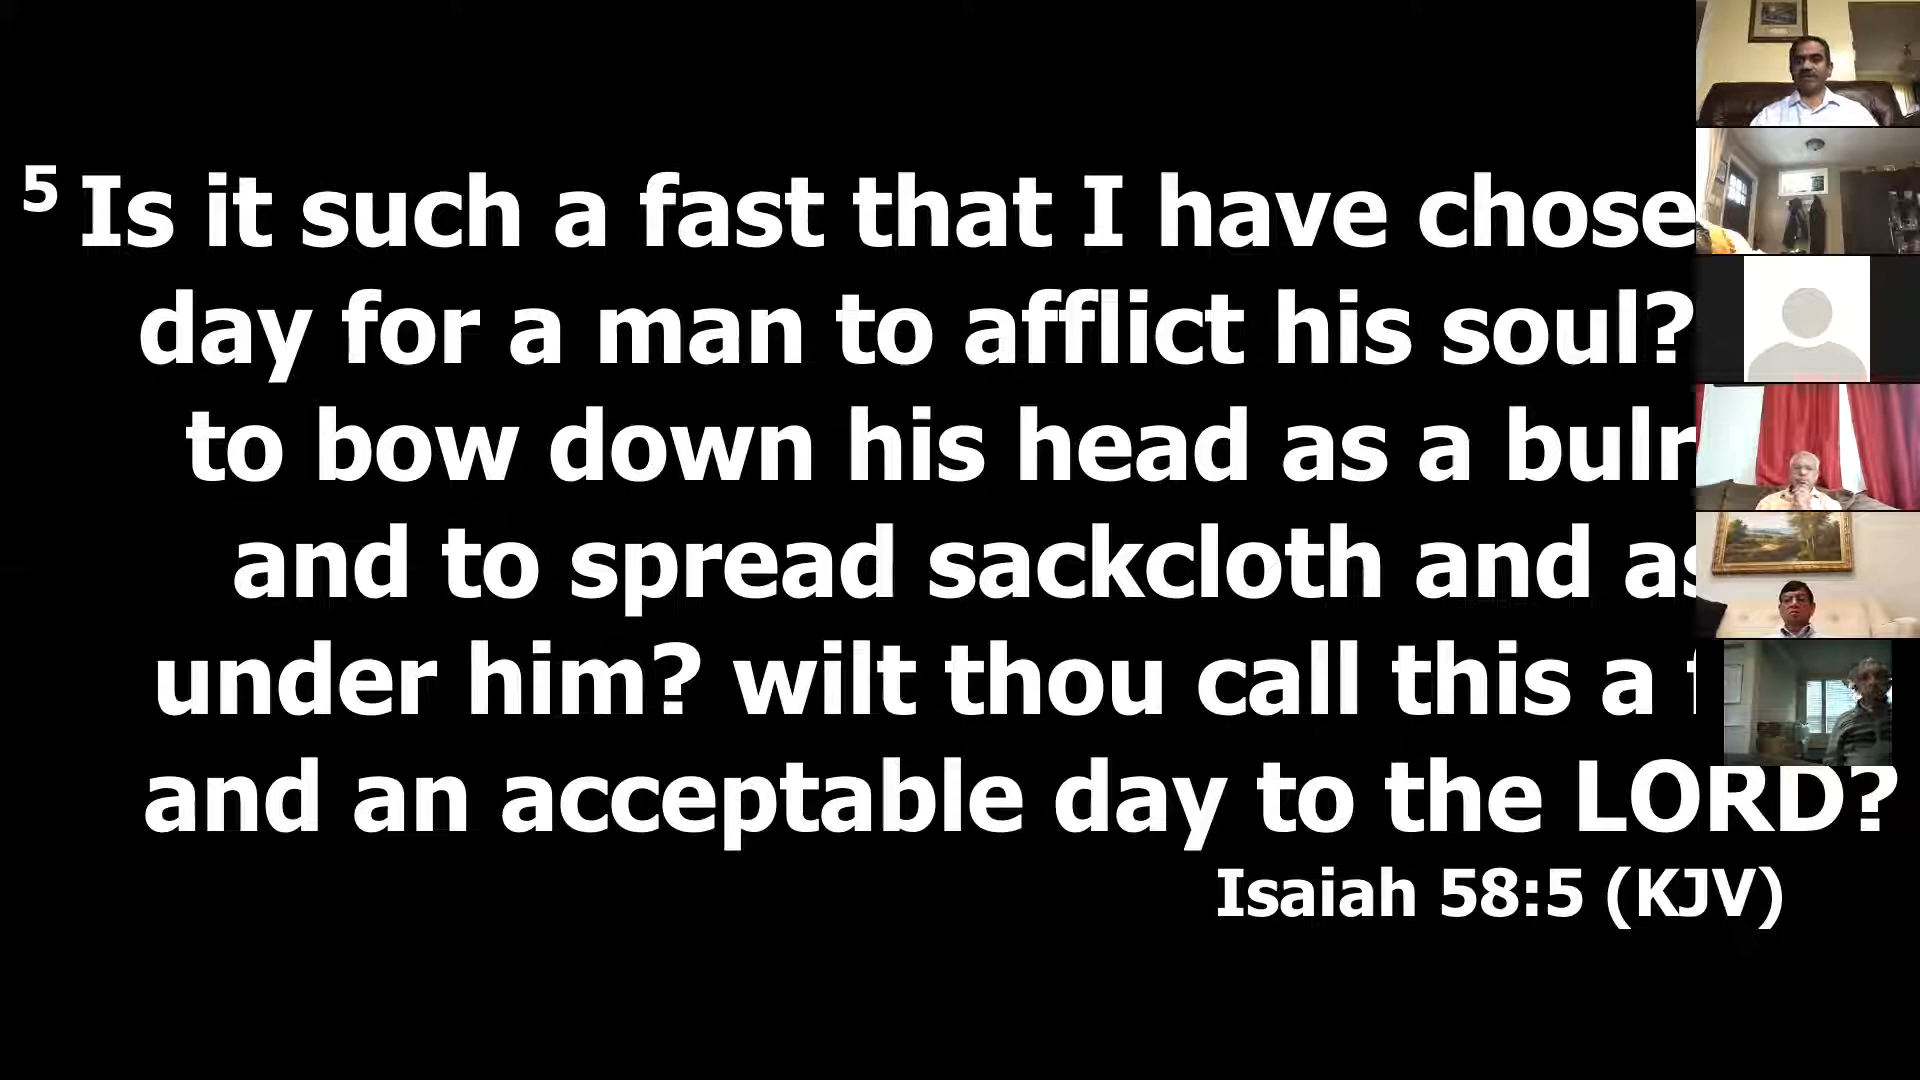 5 Is it such a fast that I have
day for a man to afflict his soul?
to bow down his head as a
and to spread sackcloth and
under him? wilt thou call this a
and an acceptable day to the LORD?
Isaiah 58:5 (KJV)